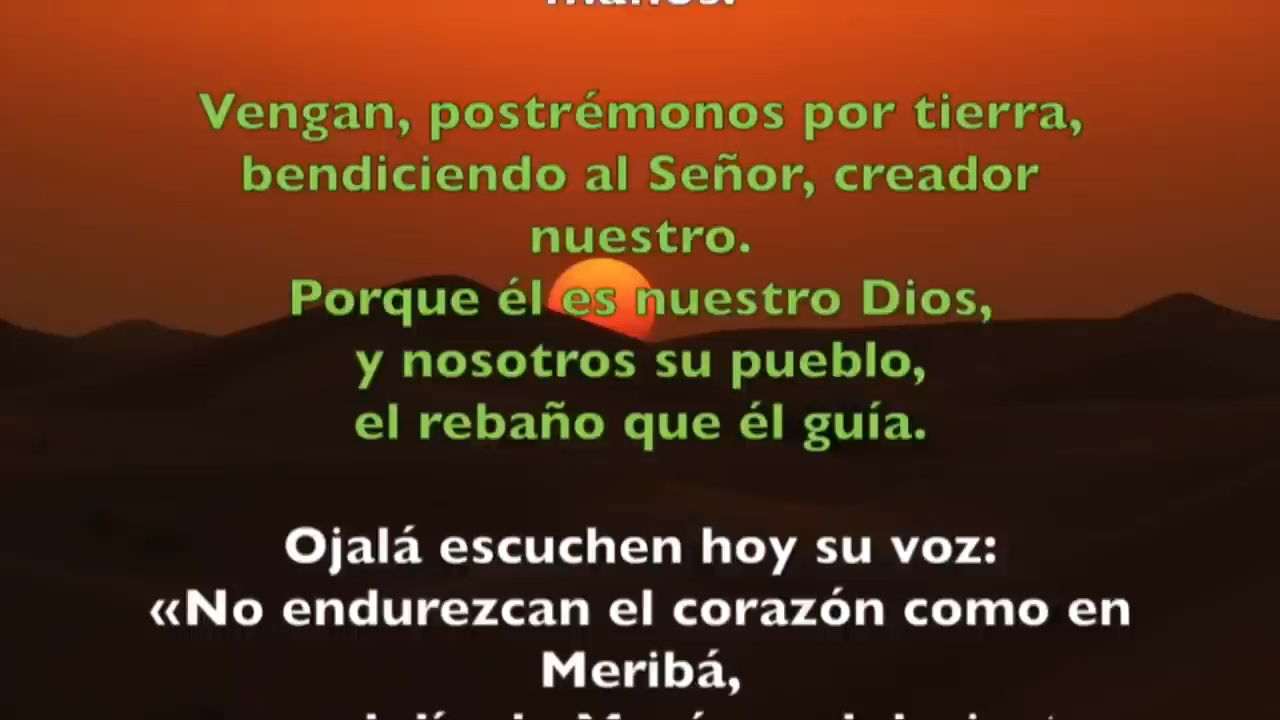 Vengan, postrémonos por tierra,
bendiciendo al Señor, creador
nuestro.
Porque él es nuestro Dios,
y nosotros su pueblo,
el rebaño que él guía.
Ojalá escuchen hoy su voz:
«No endurezcan el corazón como en
Meribá,